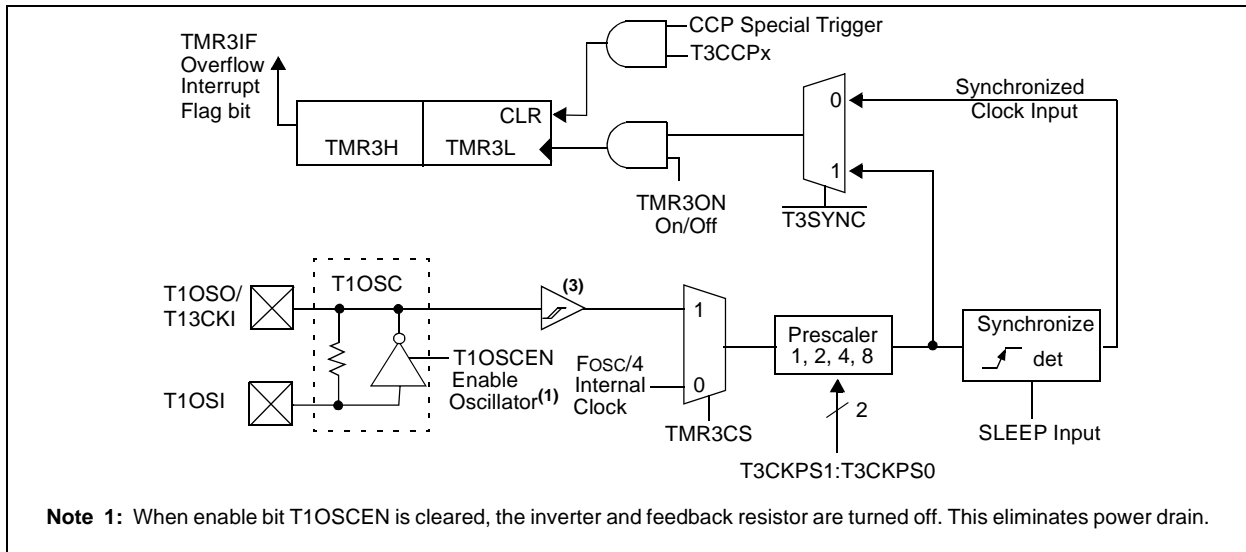 CCP Special Trigger
T3CCPx
TMR3IF
Overflow
Interrupt
Flag bit
CLR
TMR3H
TMR3L
TMR3ON
On/Off
0
1
T3SYNC
Synchronized
Clock Input
T1OSO/
T13CKI
T1OSI
T1OSC
T1OSCEN
Enable
Oscillator(1)
(3)
FOSC/4
Internal
Clock
1
0
TMR3CS
Prescaler
1, 2, 4, 8
2
T3CKPS1:T3CKPS0
Synchronize
det
SLEEP Input
Note 1: When enable bit T1OSCEN is cleared, the inverter and feedback resistor are turned off. This eliminates power drain.